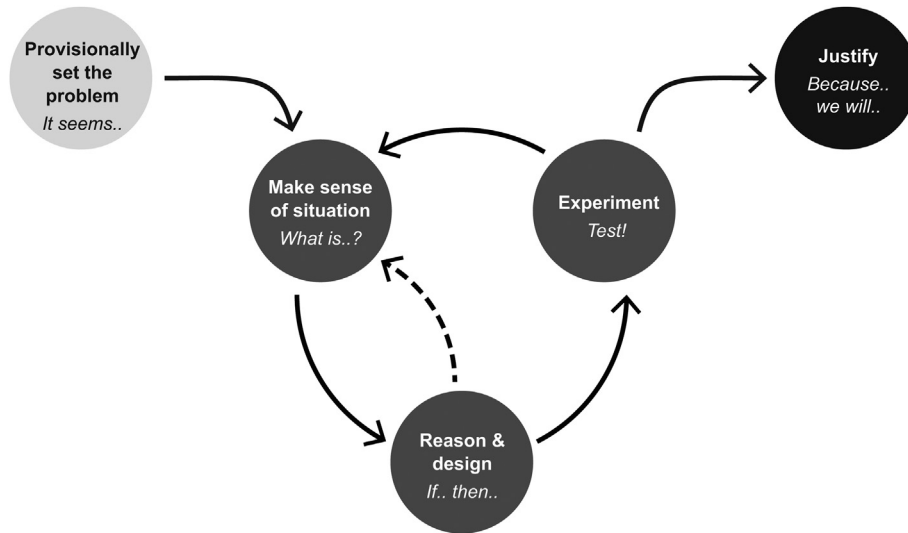 Provisionally
set the
problem
It seems..
Justify
Because..
we will..
Make sense
of situation
What is..?
Experiment
Test!
Reason &
design
If.. then..